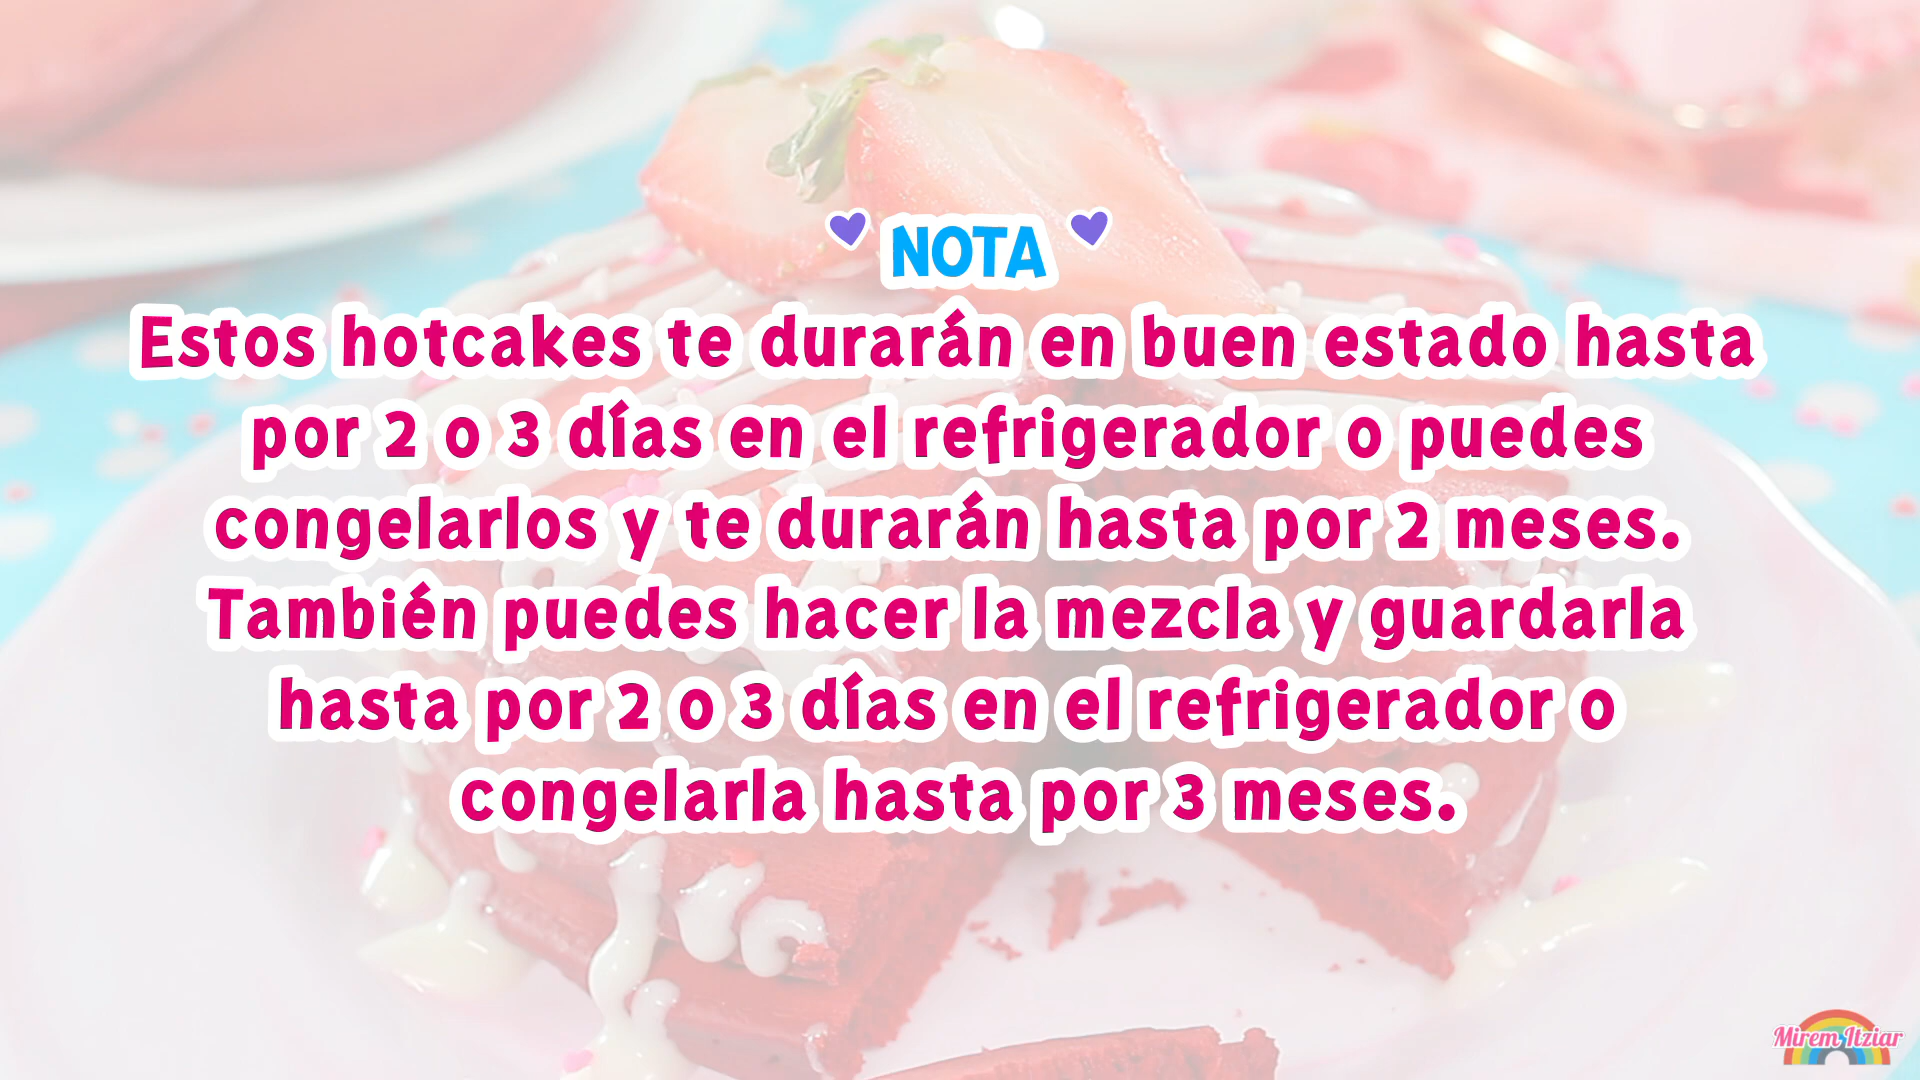 NOTA
Estos hotcakes te durarán en buen estado hasta
por 2 o 3 días en el refrigerador o puedes
congelarlos y te durarán hasta por 2 meses.
También puedes hacer la mezcla y guardarla
hasta por 2 o 3 días en el refrigerador o
congelarla hasta por 3 meses.
Mirem Itziar